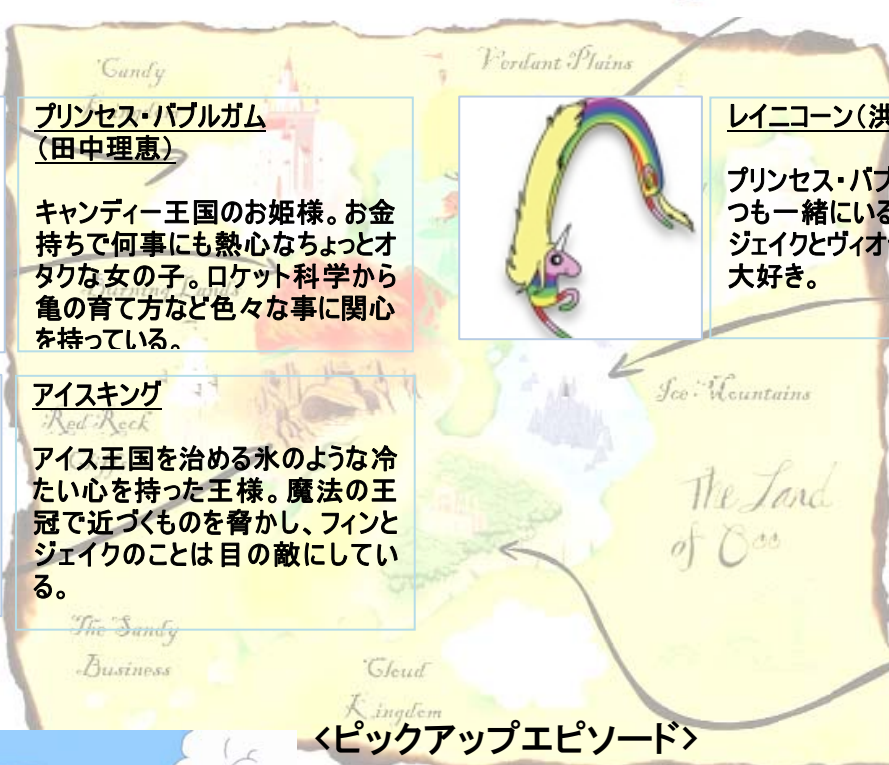 Candy
Verdant Plains
プリンセス・バブルガム
（田中理恵）
キャンディー王国のお姫様。お金
持ちで何事にも熱心なちょっとオ
タクな女の子。ロケット科学から
亀の育て方など色々な事に関心
を持っている。
レイニコーン（洪
プリンセス・バブ
つも一緒にいる
ジェイクとヴィオ
大好き。
アイスキング
アイス王国を治める氷のような冷
たい心を持った王様。魔法の王
冠で近づくものを脅かし、フィンと
ジェイクのことは目の敵にしてい
る。
Red Rock
Ice Mountains
The Land
of Ooo
The Sandy
Business
Cloud
Kingdom
<ピックアップエピソード>